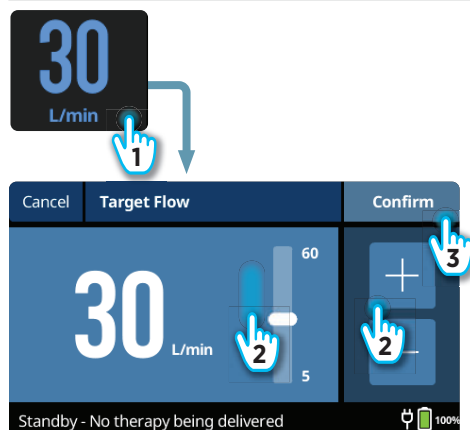 30
L/min
1
Cancel Target Flow Confirm
3
60
30 L/min
2
2
5
Standby - No therapy being delivered 100%